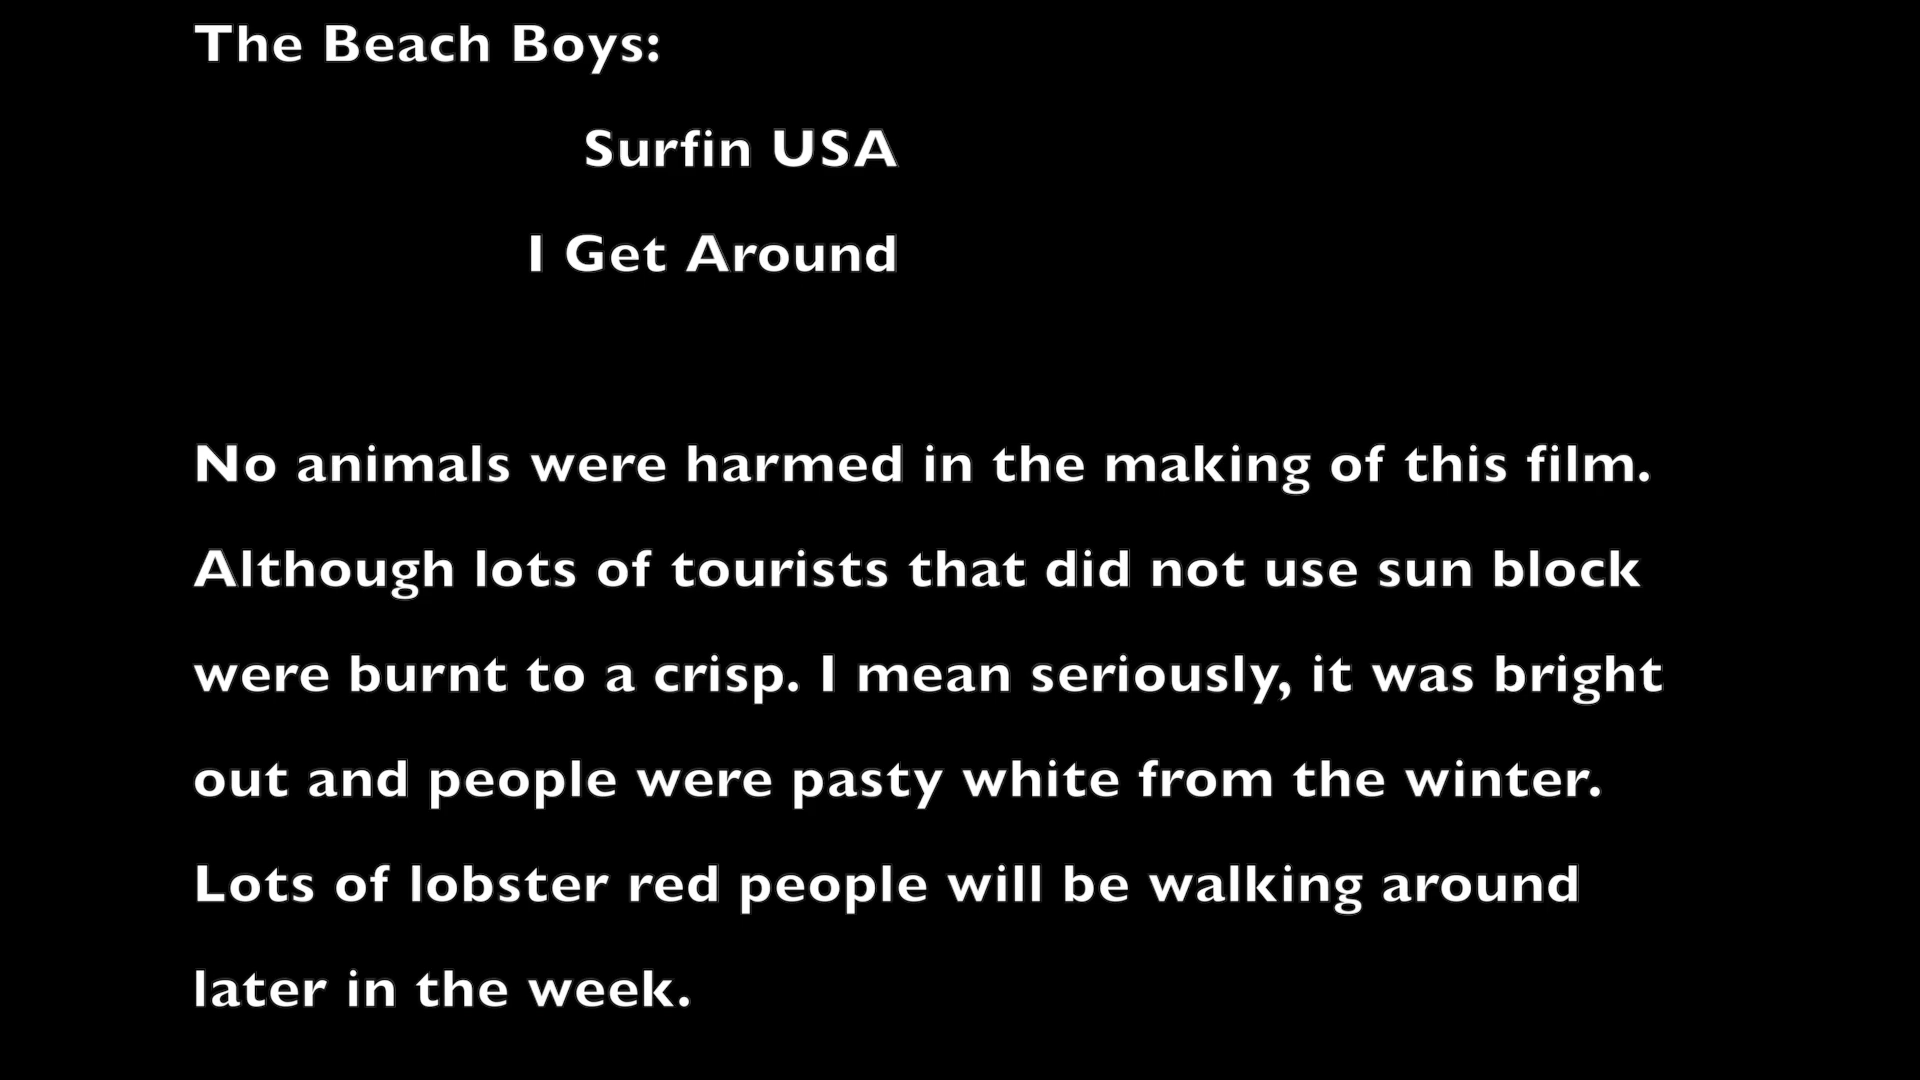 The Beach Boys:
Surfin USA
I Get Around
No animals were harmed in the making of this film.
Although lots of tourists that did not use sun block
were burnt to a crisp. I mean seriously, it was bright
out and people were pasty white from the winter.
Lots of lobster red people will be walking around
later in the week.